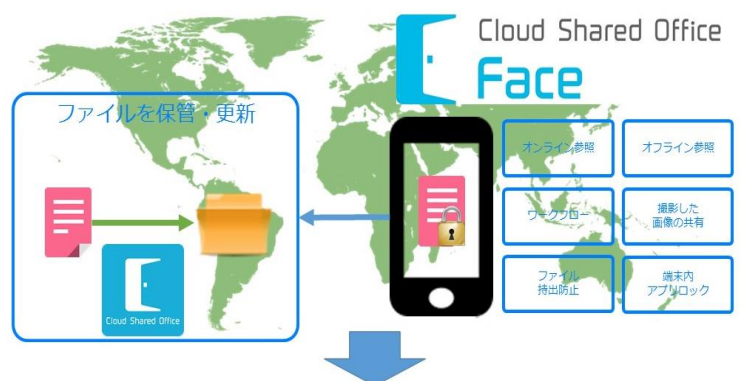 Cloud Shared Office
Face
ファイルを保管・更新
オンライン参照
オフライン参照
ワークフロー
撮影した
画像の共有
ファイル
持出防止
端末内
アプリロック
Cloud Shared Office